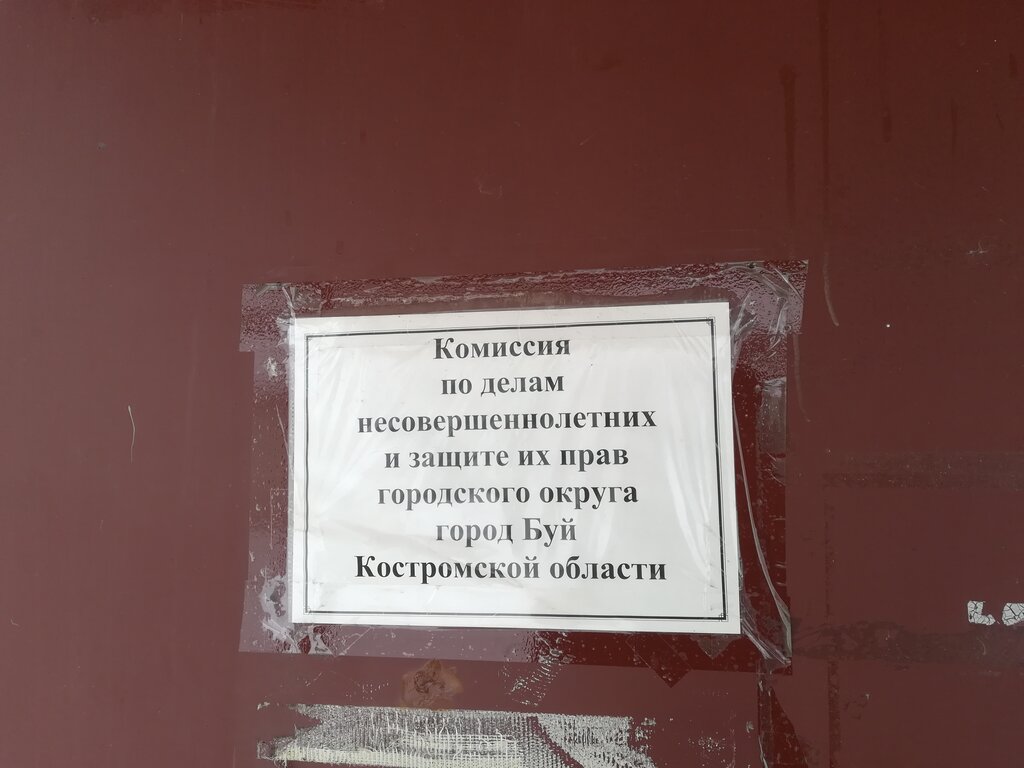 Комиссия
по делам
несовершеннолетних
и защите их прав
городского округа
город Буй
Костромской области